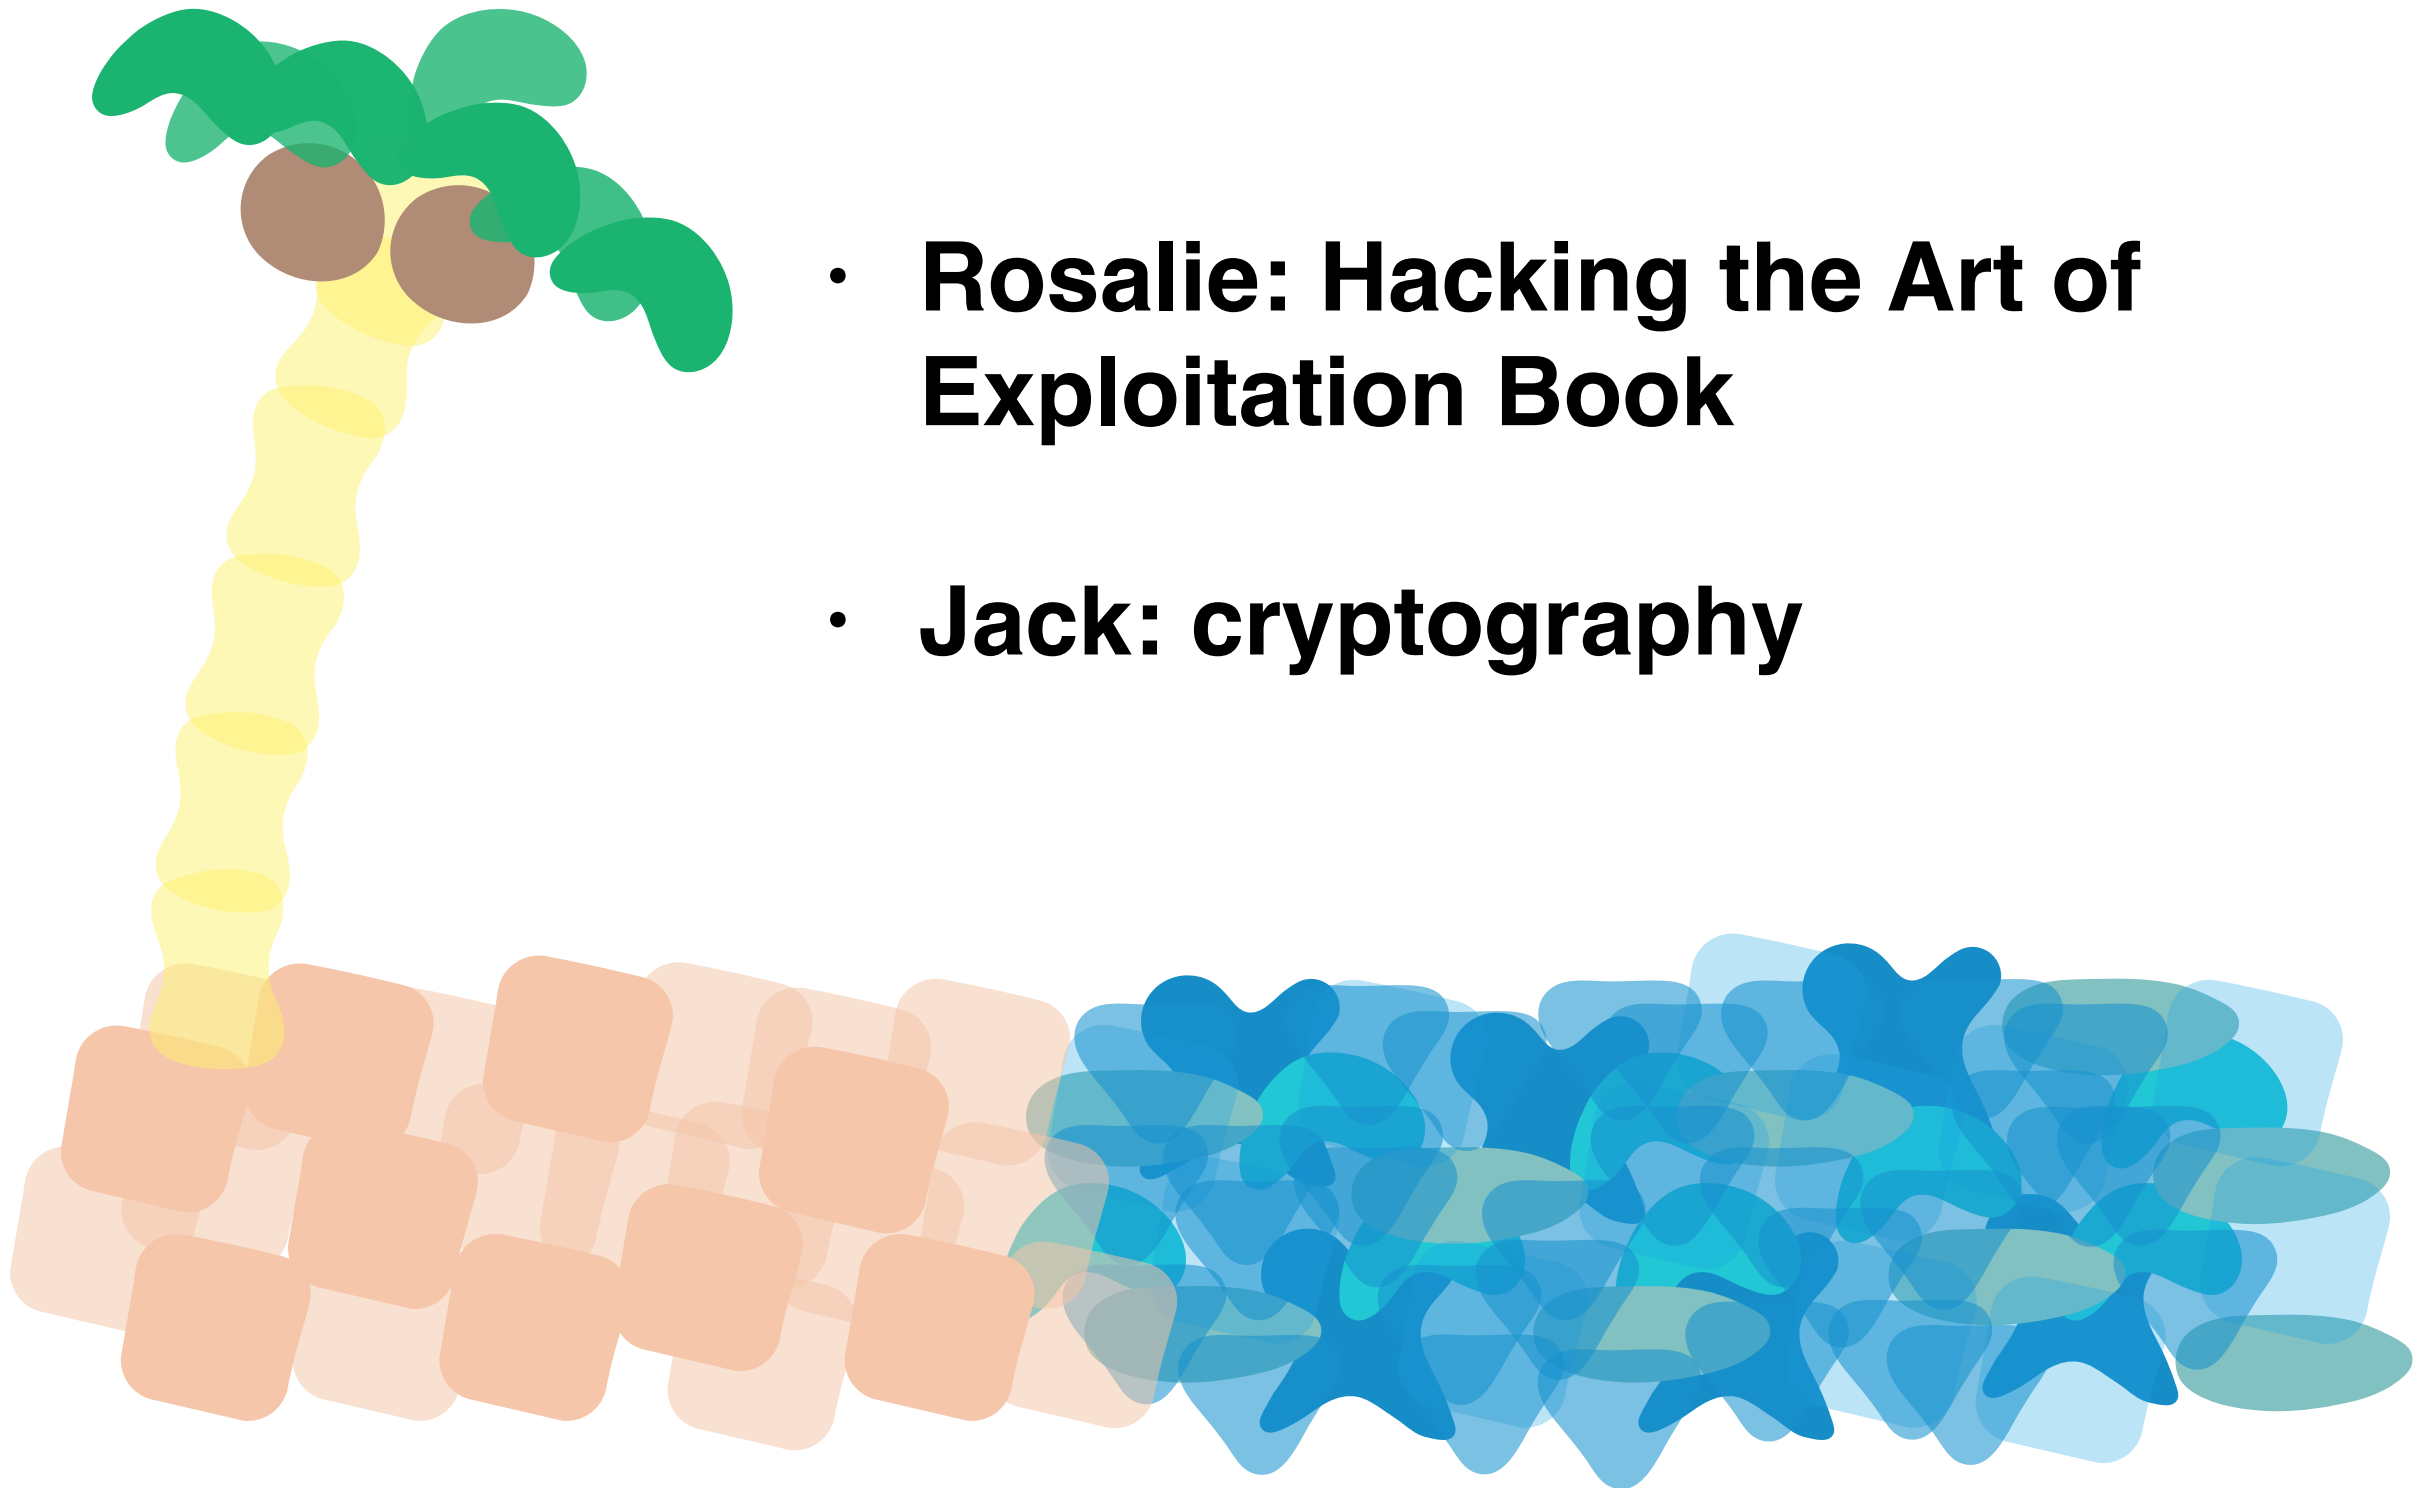 • Rosalie: Hacking the Art of
Exploitation Book
• Jack: cryptography